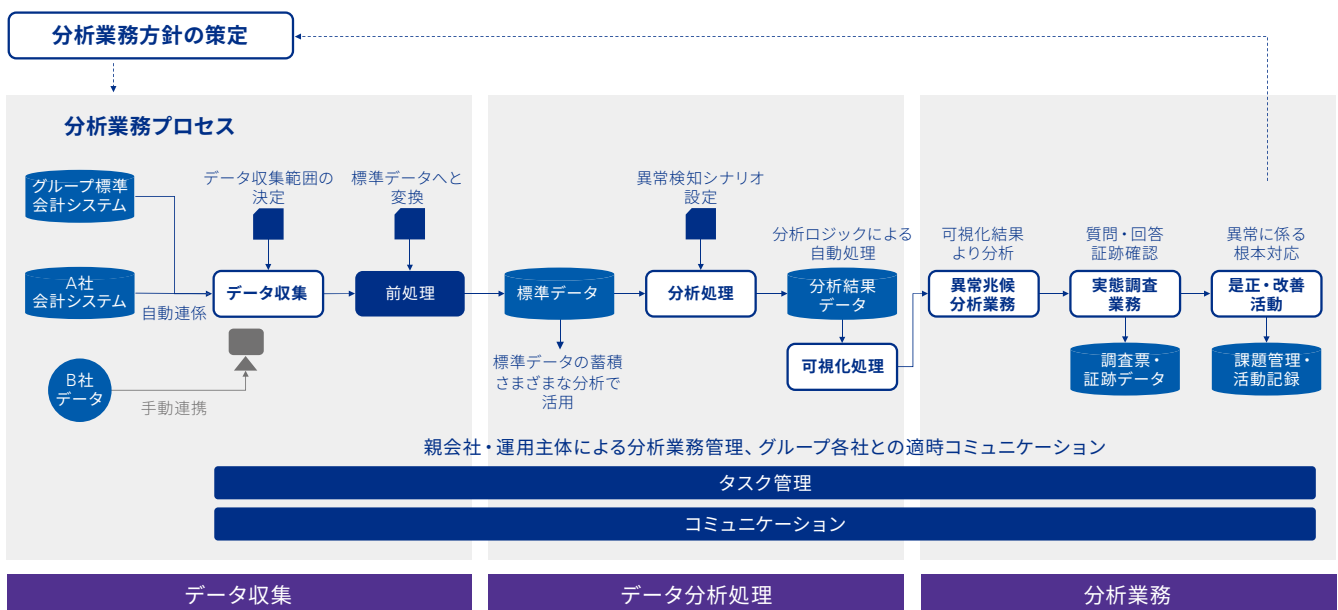 分析業務方針の策定
分析業務プロセス
グループ標準
会計システム
A社
会計システム
自動連係
B社
データ
手動連携
データ収集範囲の
決定
データ収集
標準データへと
変換
前処理
標準データ
標準データの蓄積
さまざまな分析で
活用
異常検知シナリオ
設定
分析処理
分析ロジックによる
自動処理
分析結果
データ
可視化処理
可視化結果
より分析
異常兆候
分析業務
質問・回答
証跡確認
実態調査
業務
調査票・
証跡データ
異常に係る
根本対応
是正・改善
活動
課題管理・
活動記録
親会社・運用主体による分析業務管理、グループ各社との適時コミュニケーション
タスク管理
コミュニケーション
データ収集
データ分析処理
分析業務